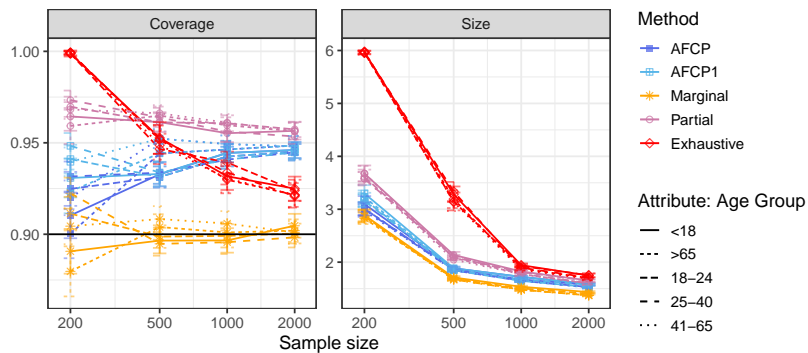 Coverage
Size
1.00
0.95
0.90
6
5
4
3
2
200
500
1000
2000
200
500
1000
2000
Sample size
Method
AFCP
AFCP1
Marginal
Partial
Exhaustive
Attribute: Age Group
<18
>65
18−24
25−40
41−65